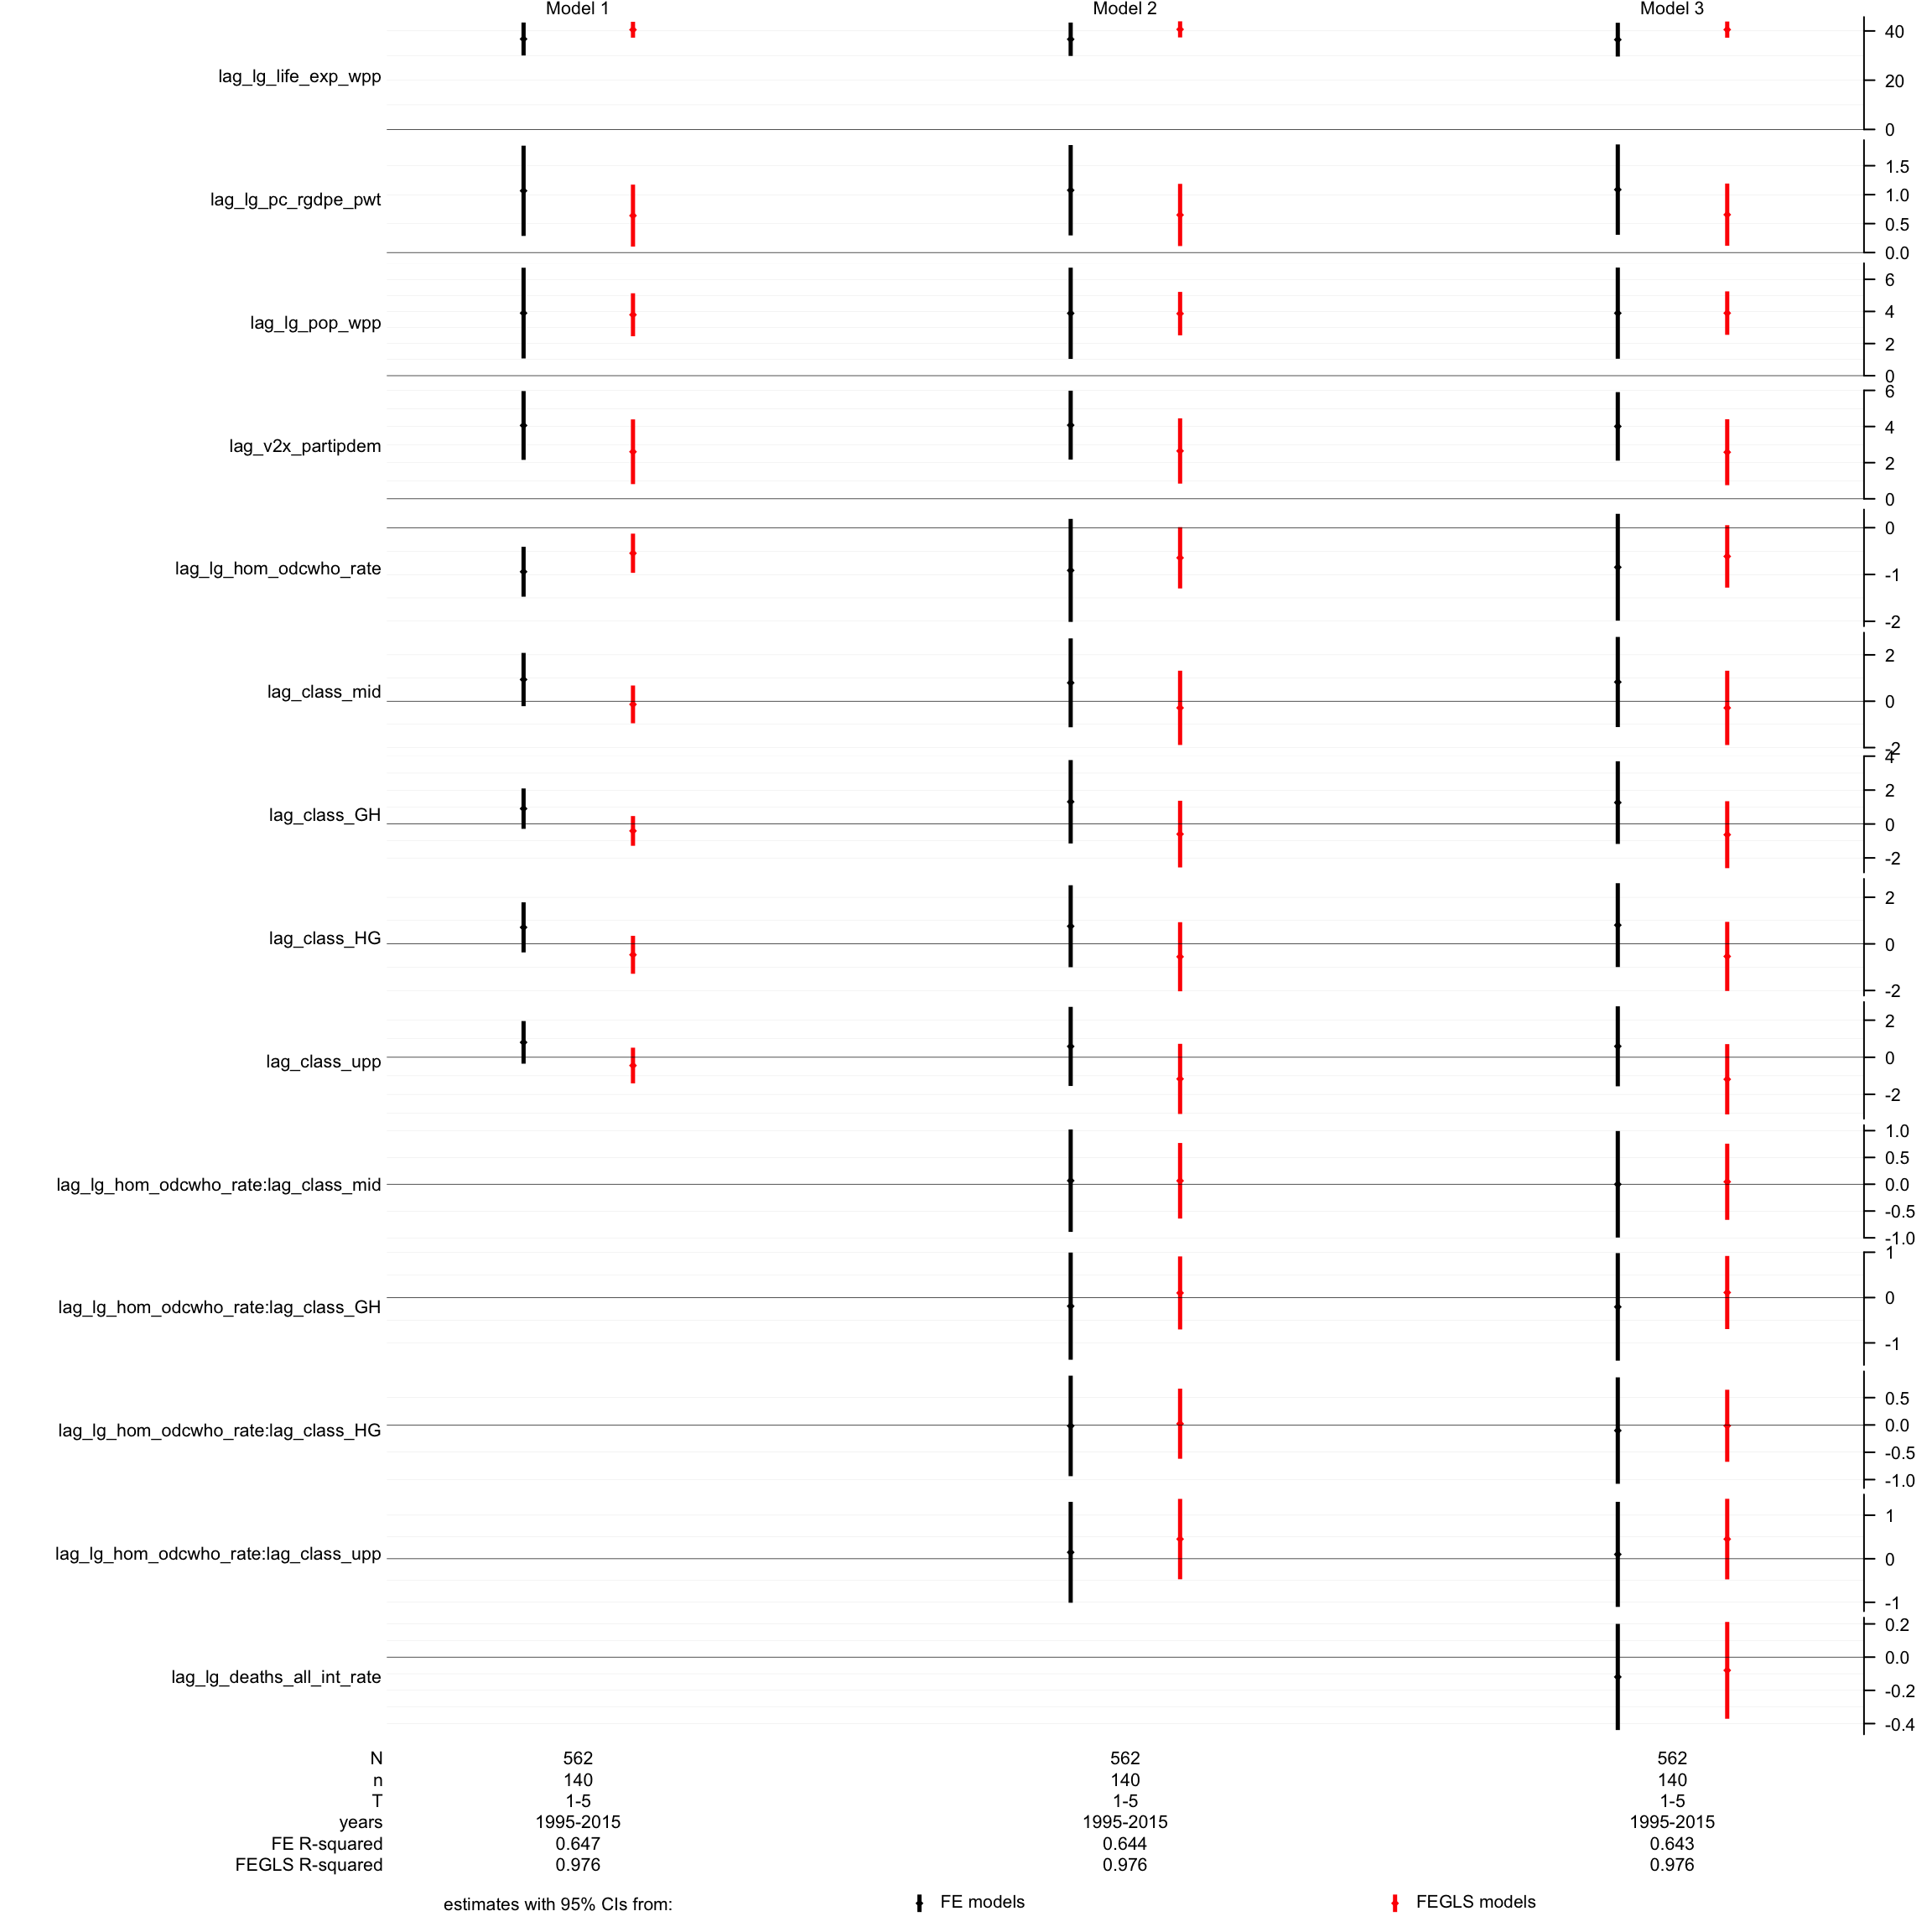 Model 1 Model 2 Model 3
40
lag_lg_life_exp_wpp
20
0
1.5
lag_lg_pc_rgdpe_pwt
1.0
0.5
0.0
6
lag_lg_pop_wpp
4
2
0
6
4
lag_v2x_partipdem
2
0
0
lag_lg_hom_odcwho_rate
-1
-2
2
lag_class_mid
0
-2
4
2
lag_class_GH
0
-2
2
lag_class_HG
0
-2
2
lag_class_upp
0
-2
1.0
0.5
lag_lg_hom_odcwho_rate:lag_class_mid
0.0
-0.5
-1.0
1
lag_lg_hom_odcwho_rate:lag_class_GH
0
-1
0.5
lag_lg_hom_odcwho_rate:lag_class_HG
0.0
-0.5
-1.0
1
lag_lg_hom_odcwho_rate:lag_class_upp
0
-1
0.2
0.0
lag_lg_deaths_all_int_rate
-0.2
-0.4
N 562 562 562
n 140 140 140
T 1-5 1-5 1-5
years 1995-2015 1995-2015 1995-2015
FE R-squared 0.647 0.644 0.643
FEGLS R-squared 0.976 0.976 0.976
estimates with 95% CIs from: FE models FEGLS models